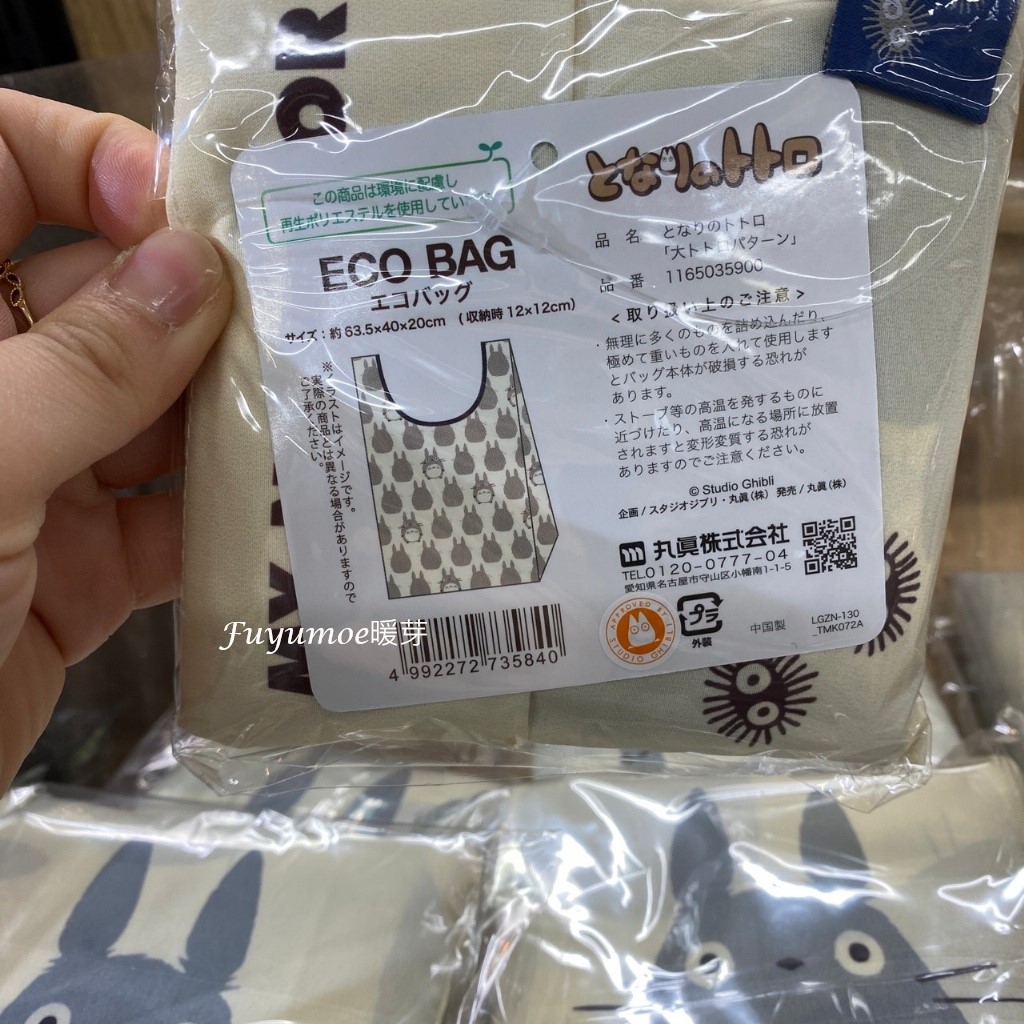 この商品は環境に配慮し
再生ポリエステルを使用してい
ECO BAG
エコバッグ
サイズ：約 63.5×40×20cm （収納時 12×12cm）
※イラストはイメージです。
実際の商品とは異なる場合がありますので
ご了承ください。
4 992272 735840
となりのトトロ
品 名 となりのトトロ
「大トトロパターン」
品 番 1165035900
＜取り扱い上のご注意＞
・無理に多くのものを詰め込んだり、
極めて重いものを入れて使用します
とバッグ本体が破損する恐れが
あります。
・ストーブ等の高温を発するものに
近づけたり、高温になる場所に放置
されますと変形変質する恐れが
ありますのでご注意ください。
© Studio Ghibli
企画 / スタジオジブリ・丸眞（株） 発売 / 丸眞（株）
m 丸眞株式会社
TEL0120-0777-04
愛知県名古屋市守山区小幡南1-1-5
APPROVED BY STUDIO GHIBLI
プラ
外装
中国製
LGZN-130
_TMK072A
Fuyumoe暖芽